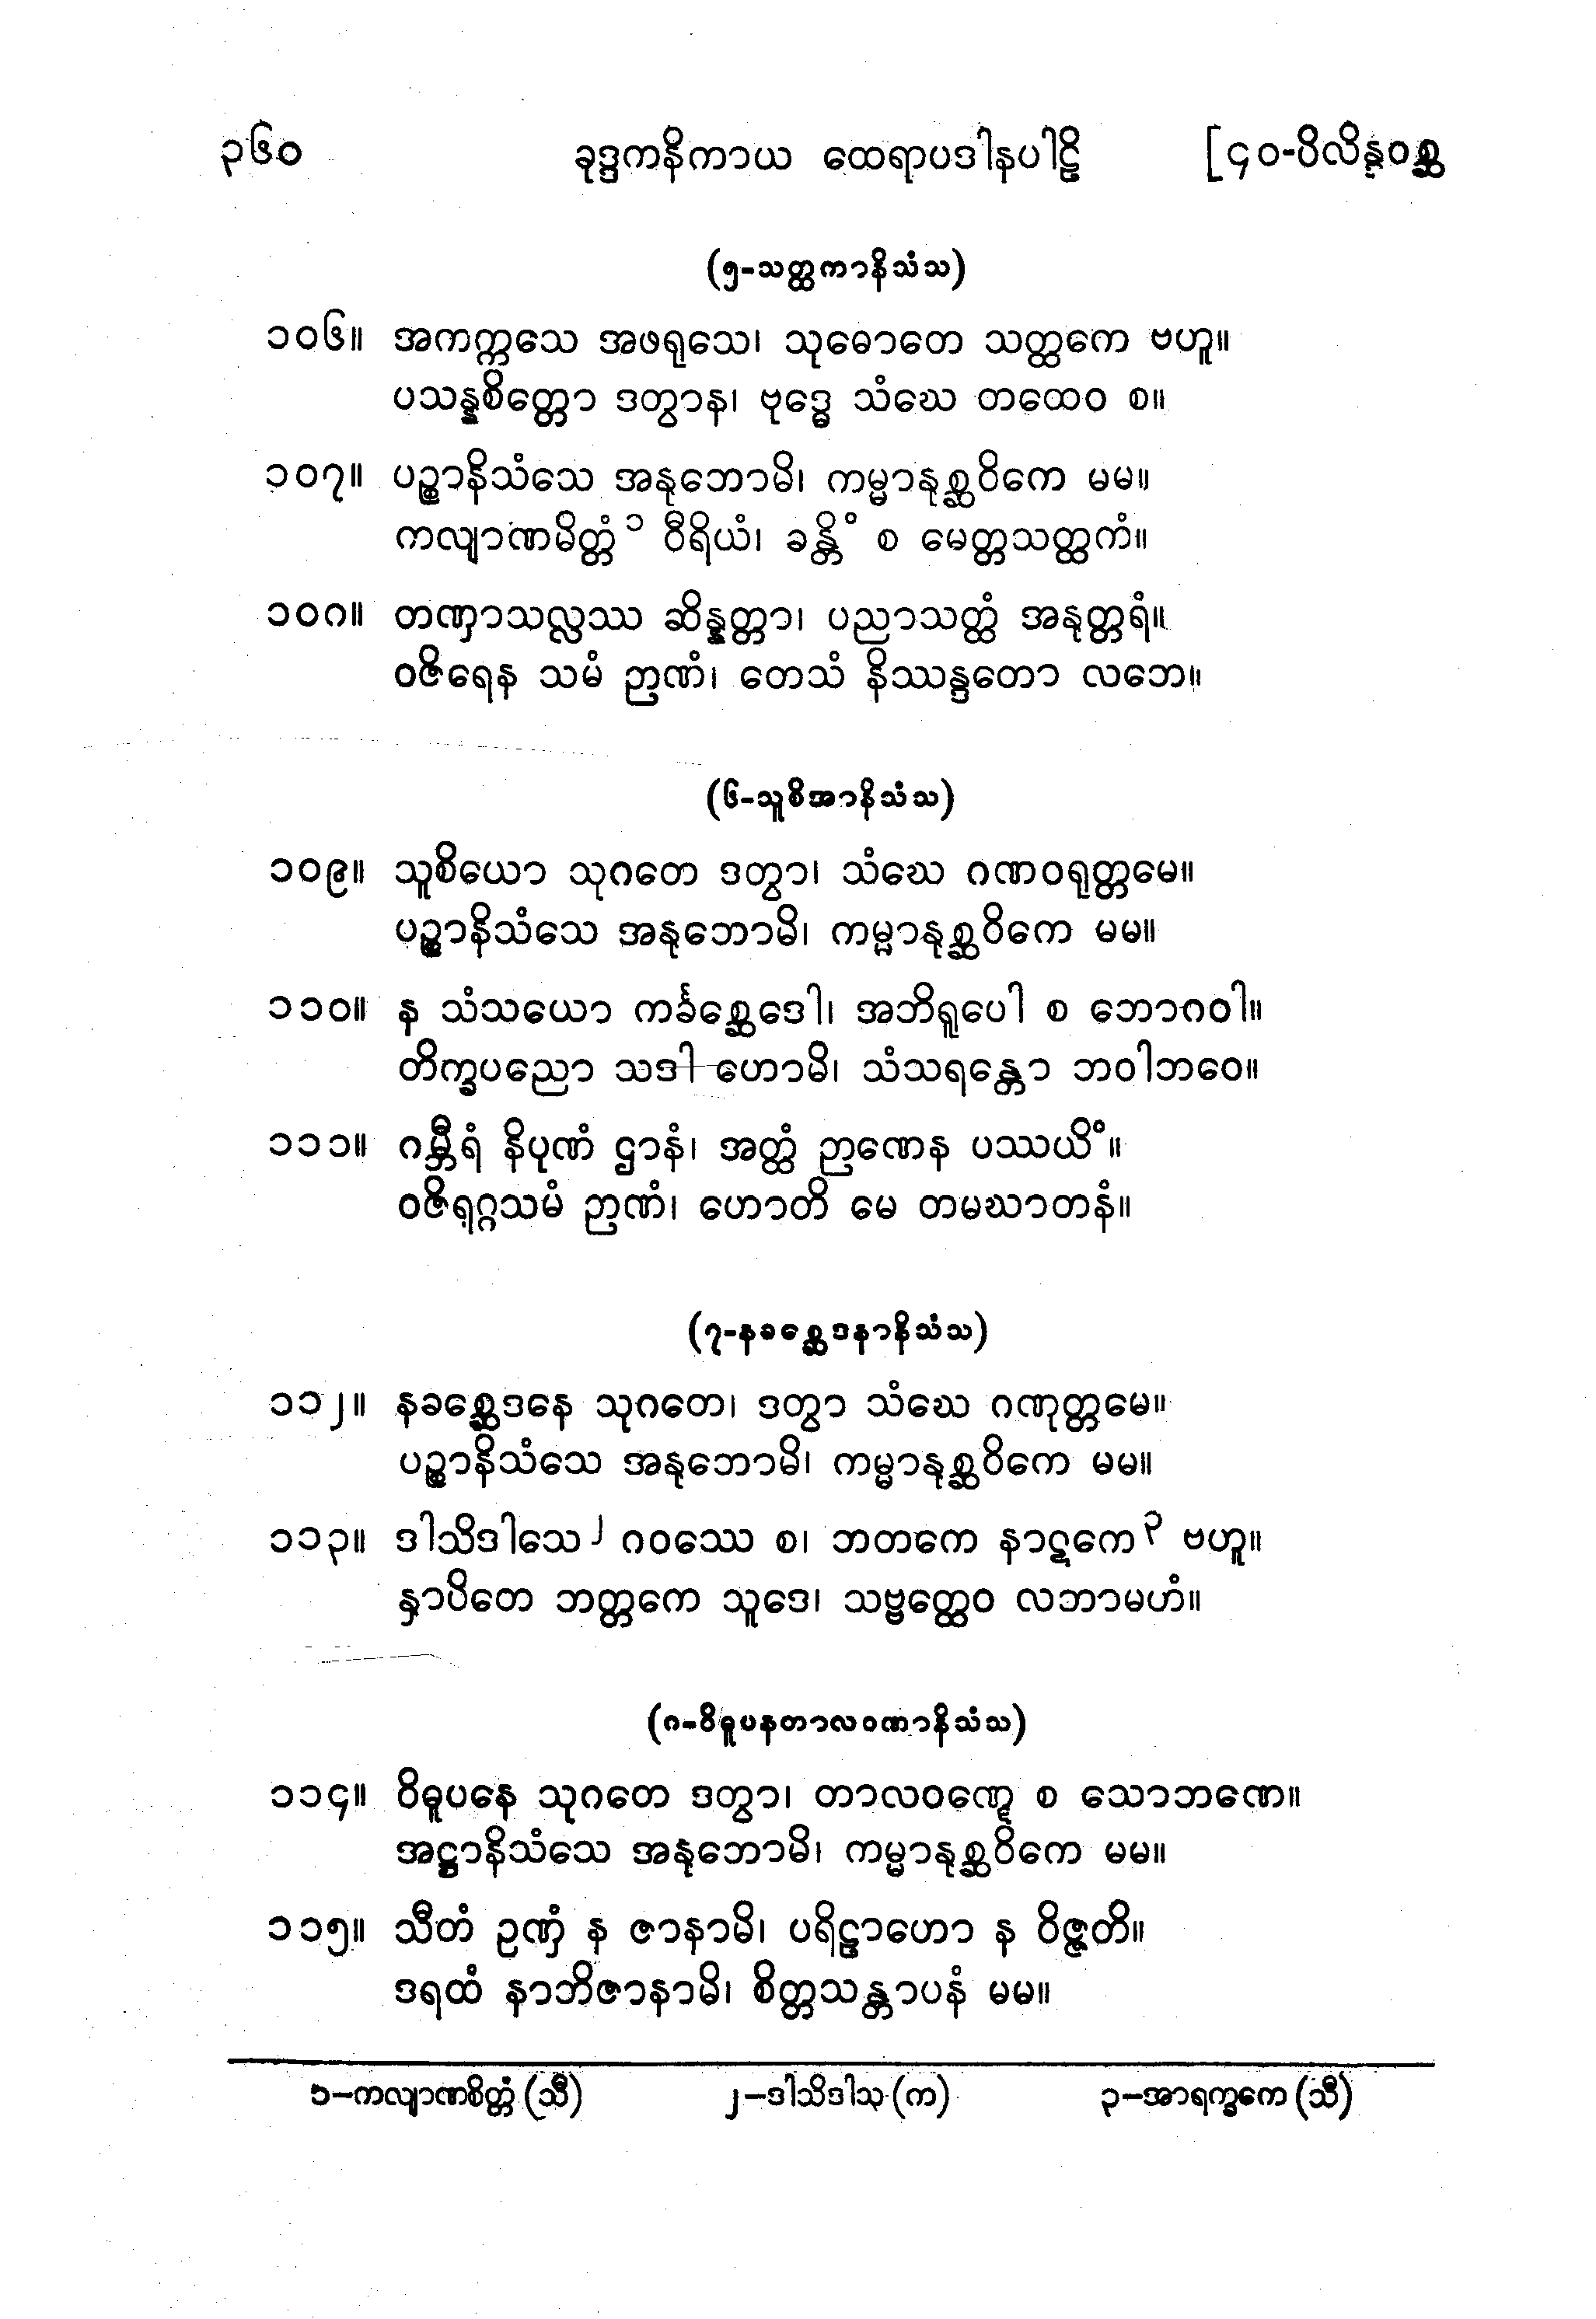 ၃၆၀ ခုဒ္ဒကနိကာယ ထေရာပဒါနပါဠိ [၄၀-ပိလိန္ဒဝစ္ဆ
(၅-သတ္ထကာနိသံသ)
၁၀၆။ အကက္ကသေ အဖရုသေ၊ သုဓောတေ သတ္ထကေ ဗဟူ။
ပသန္နစိတ္တော ဒတွာန၊ ဗုဒ္ဓေ သံဃေ တထေဝ စ။
၁၀၇။ ပဉ္စာနိသံသေ အနုဘောမိ၊ ကမ္မာနုစ္ဆဝိကေ မမ။
ကလျာဏမိတ္တံ ၁ ဝီရိယံ၊ ခန္တိံ စ မေတ္တသတ္ထကံ။
၁၀၈။ တဏှာသလ္လဿ ဆိန္နတ္တာ၊ ပညာသတ္ထံ အနုတ္တရံ။
ဝဇိရေန သမံ ဉာဏံ၊ တေသံ နိဿန္ဒတော လဘေ။
(၆-သူစိအာနိသံသ)
၁၀၉။ သူစိယော သုဂတေ ဒတွာ၊ သံဃေ ဂဏဝရုတ္တမေ။
ပဉ္စာနိသံသေ အနုဘောမိ၊ ကမ္မာနုစ္ဆဝိကေ မမ။
၁၁၀။ န သံသယော ကင်္ခစ္ဆေဒေါ၊ အဘိရူပေါ စ ဘောဂဝါ။
တိက္ခပညော သဒါ ဟောမိ၊ သံသရန္တော ဘဝါဘဝေ။
၁၁၁။ ဂမ္ဘီရံ နိပုဏံ ဌာနံ၊ အတ္ထံ ဉာဏေန ပဿယိံ။
ဝဇိရဂ္ဂသမံ ဉာဏံ၊ ဟောတိ မေ တမဃာတနံ။
(၇-နခစ္ဆေဒနာနိသံသ)
၁၁၂။ နခစ္ဆေဒနေ သုဂတေ၊ ဒတွာ သံဃေ ဂဏုတ္တမေ။
ပဉ္စာနိသံသေ အနုဘောမိ၊ ကမ္မာနုစ္ဆဝိကေ မမ။
၁၁၃။ ဒါသိဒါသေ ၂ ဂဝဿေ စ၊ ဘတကေ နာဋကေ ၃ ဗဟူ။
နှာပိတေ ဘတ္တကေ သူဒေ၊ သဗ္ဗတ္ထေဝ လဘာမဟံ။
(၈-ဝိဓူပနတာလဝဏာနိသံသ)
၁၁၄။ ဝိဓူပနေ သုဂတေ ဒတွာ၊ တာလဝဏ္ဋေ စ သောဘဏေ။
အဋ္ဌာနိသံသေ အနုဘောမိ၊ ကမ္မာနုစ္ဆဝိကေ မမ။
၁၁၅။ သီတံ ဥဏှံ န ဇာနာမိ၊ ပရိဠာဟော န ဝိဇ္ဇတိ။
ဒရထံ နာဘိဇာနာမိ၊ စိတ္တသန္တာပနံ မမ။
၁–ကလျာဏစိတ္တံ (သီ) ၂–ဒါသိဒါသ (က) ၃–အာရက္ခကေ (သီ)